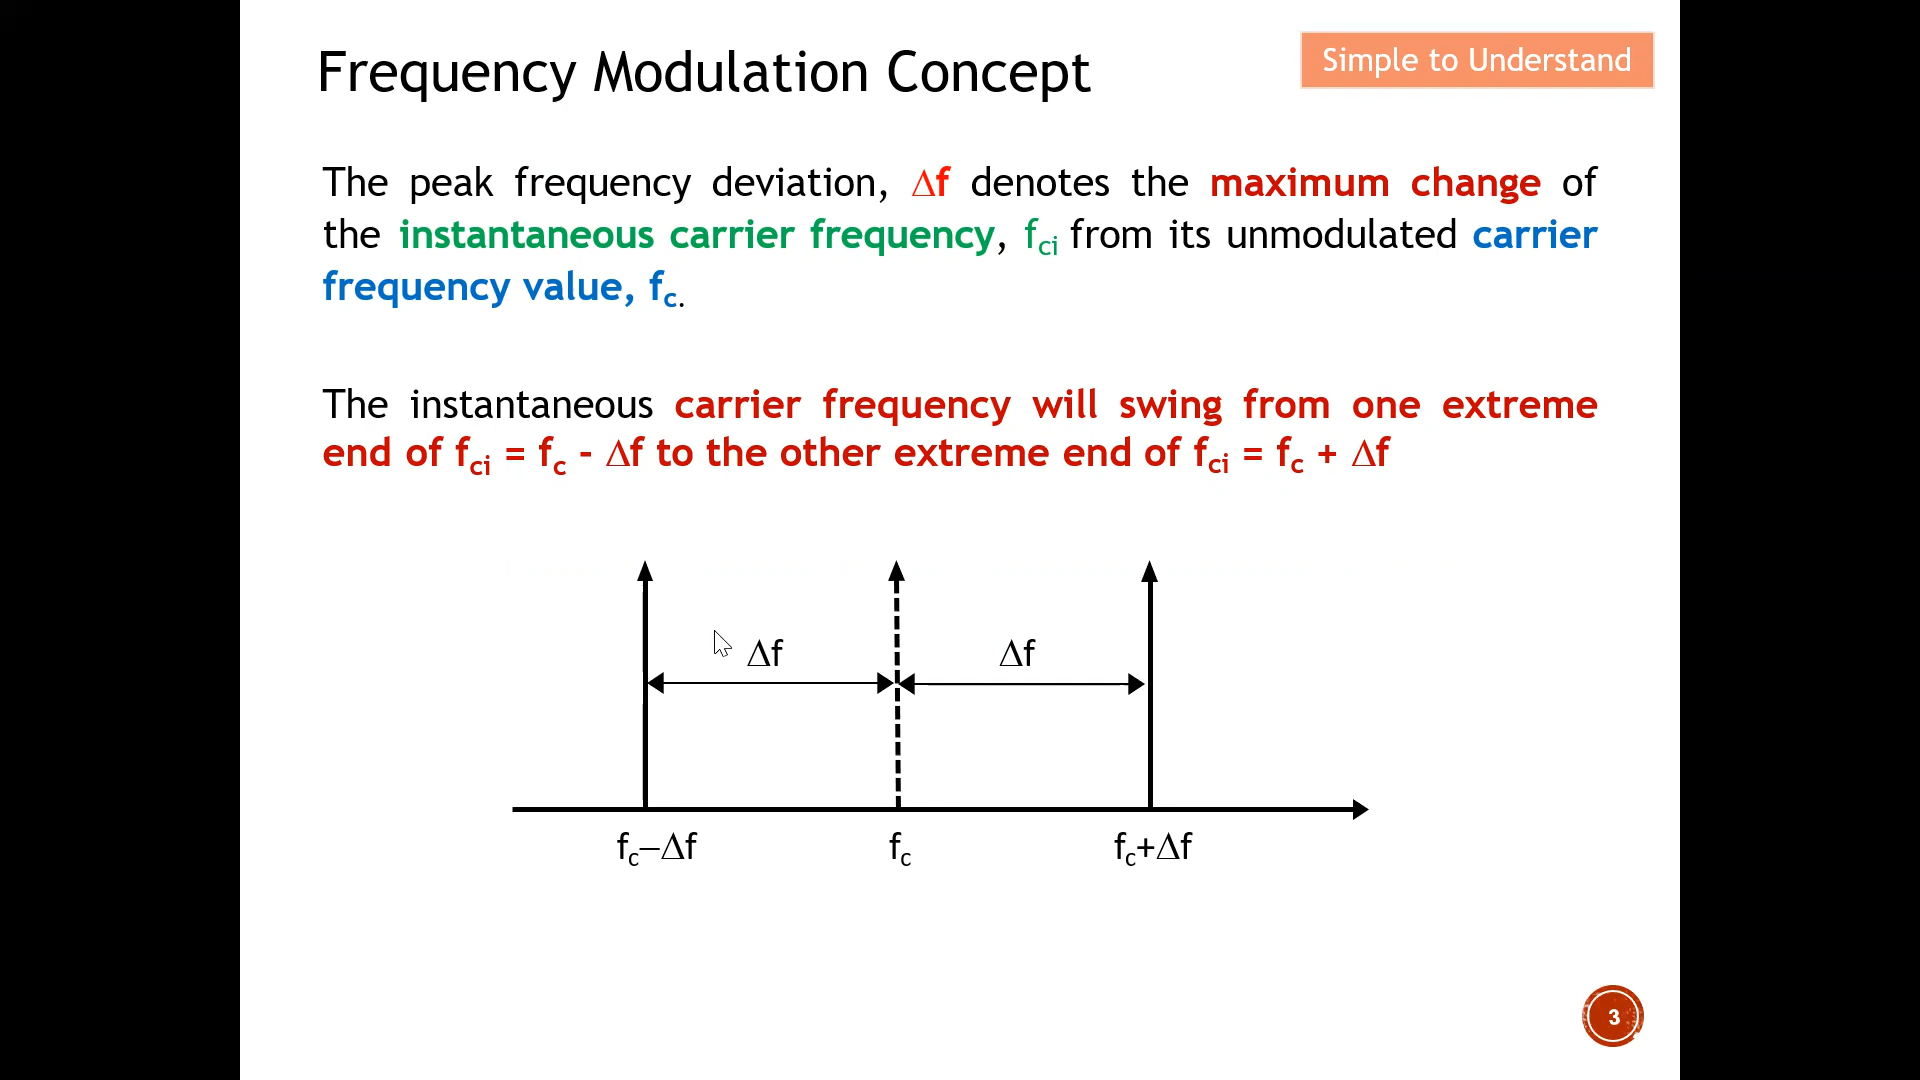 Frequency Modulation Concept
Simple to Understand
The peak frequency deviation, Δf denotes the maximum change of
the instantaneous carrier frequency, fci from its unmodulated carrier
frequency value, fc.
The instantaneous carrier frequency will swing from one extreme
end of fci = fc - Δf to the other extreme end of fci = fc + Δf
Δf Δf
fc−Δf fc fc+Δf
3